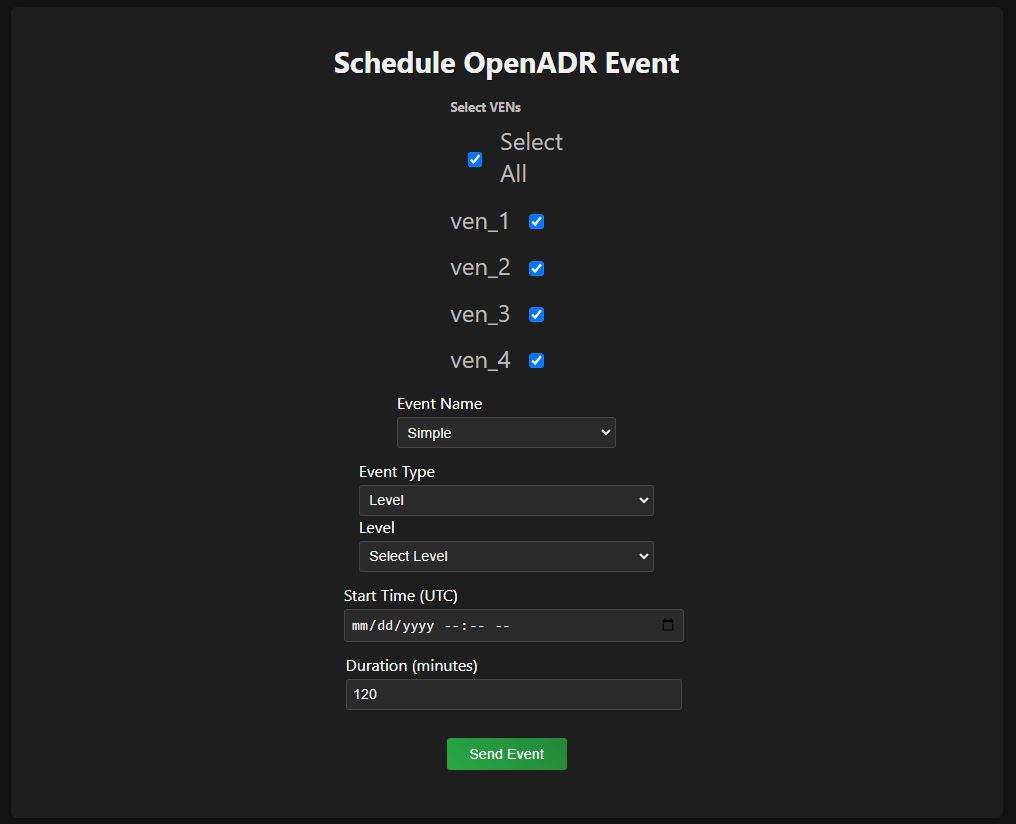 Schedule OpenADR Event
Select VENs
Select
All
ven_1
ven_2
ven_3
ven_4
Event Name
Simple
Event Type
Level
Level
Select Level
Start Time (UTC)
mm/dd/yyyy --:-- --
Duration (minutes)
120
Send Event